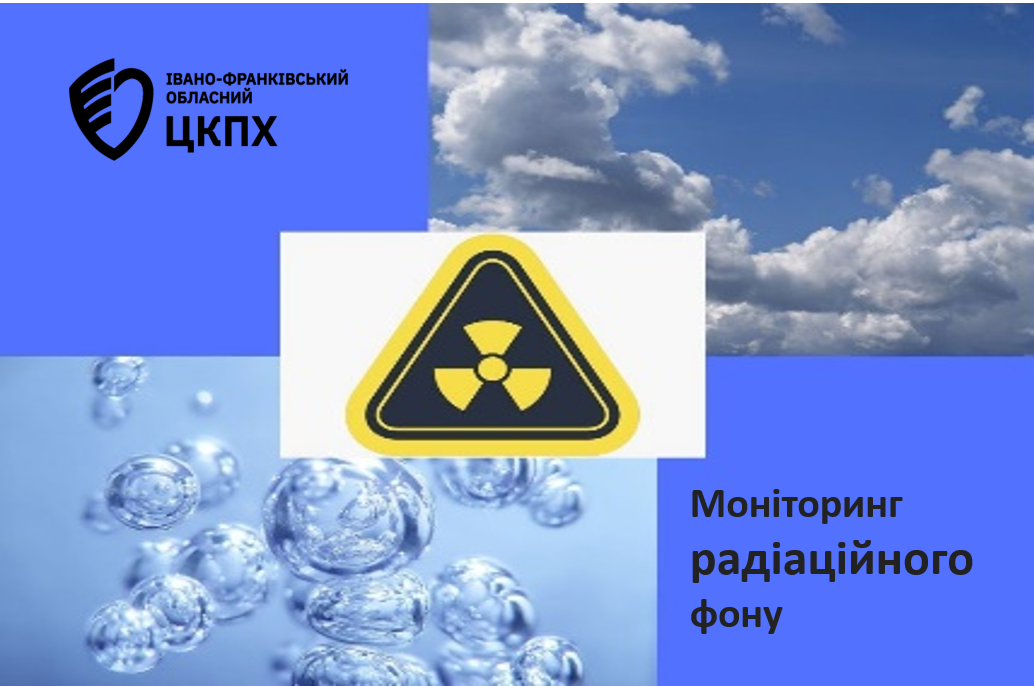 ІВАНО-ФРАНКІВСЬКИЙ
ОБЛАСНИЙ
ЦКПХ
Моніторинг
радіаційного
фону